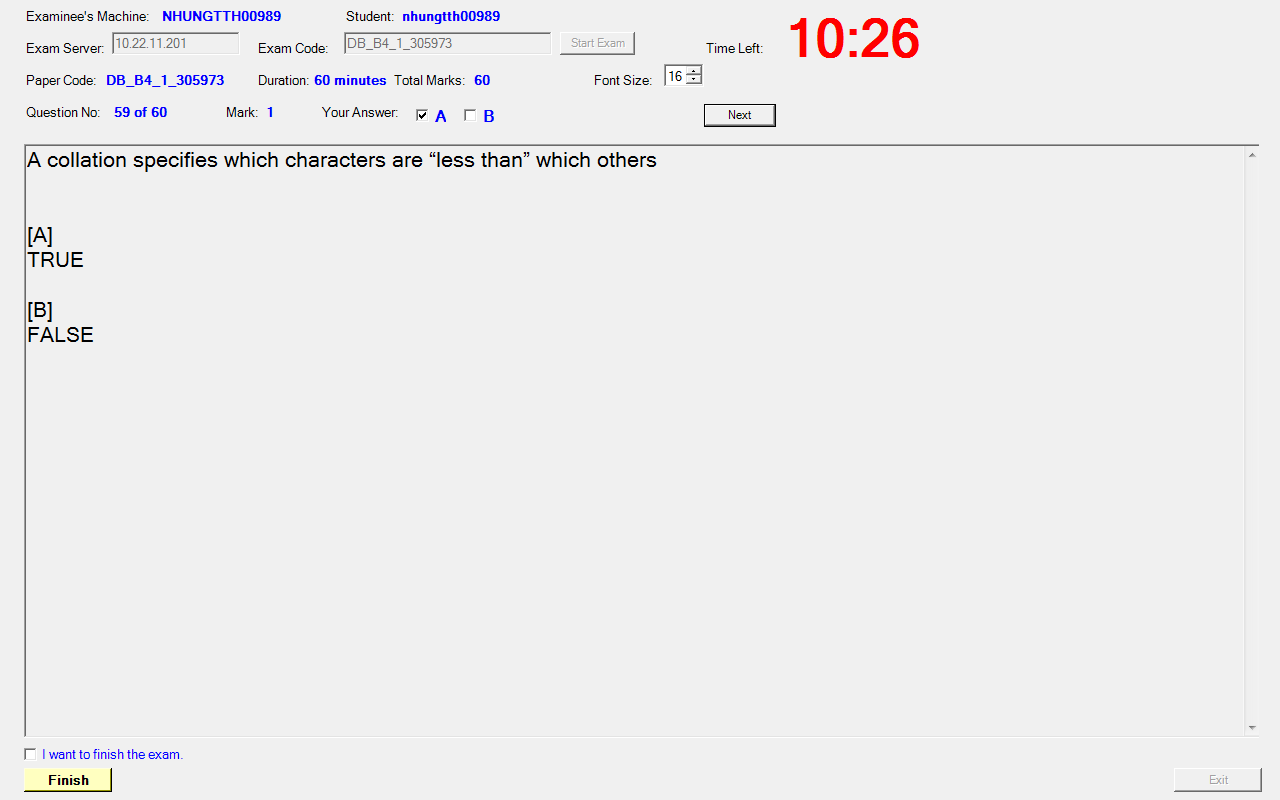 Examinee's Machine: NHUNGTTH00989 Student: nhungtth00989
Exam Server: 10.22.11.201 Exam Code: DB_B4_1_305973 Start Exam Time Left: 10:26
Paper Code: DB_B4_1_305973 Duration: 60 minutes Total Marks: 60 Font Size: 16
Question No: 59 of 60 Mark: 1 Your Answer: A B Next
A collation specifies which characters are “less than” which others
[A]
TRUE
[B]
FALSE
I want to finish the exam.
Finish Exit